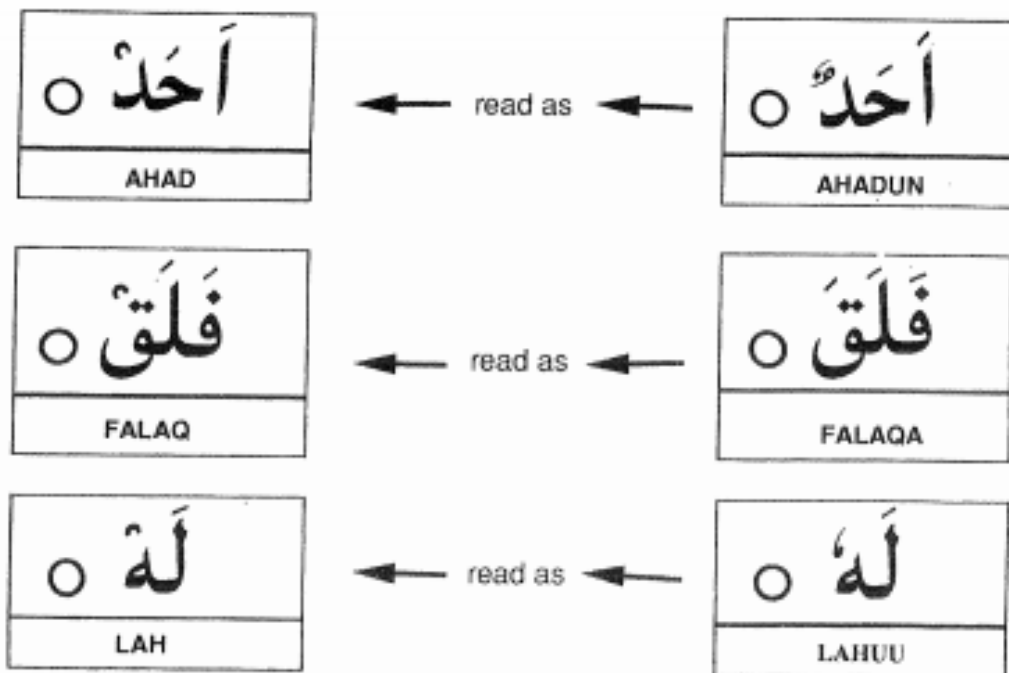 اَحَدٌ ○
AHADUN
read as
اَحَدْ ○
AHAD
فَلَقَ ○
FALAQA
read as
فَلَقْ ○
FALAQ
لَهٗ ○
LAHUU
read as
لَهْ ○
LAH